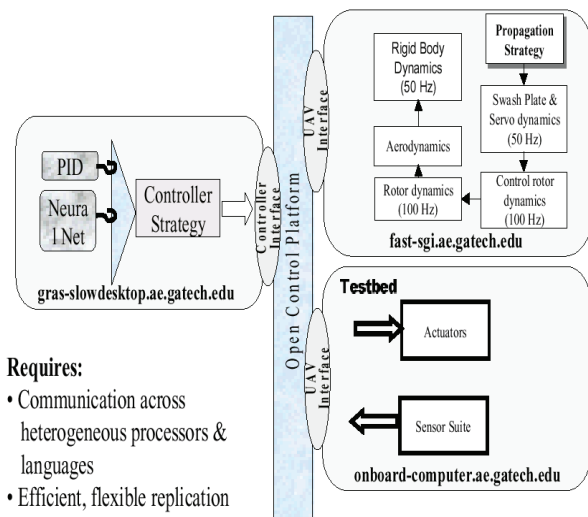 PID
Neura
l Net
Controller
Strategy
gras-slowdesktop.ae.gatech.edu
Controller
Interface
Open Control Platform
UAV
Interface
Rigid Body
Dynamics
(50 Hz)
Propagation
Strategy
Swash Plate &
Servo dynamics
(50 Hz)
Aerodynamics
Rotor dynamics
(100 Hz)
Control rotor
dynamics
(100 Hz)
fast-sgi.ae.gatech.edu
UAV
Interface
Testbed
Actuators
Sensor Suite
onboard-computer.ae.gatech.edu
Requires:
• Communication across
heterogeneous processors &
languages
• Efficient, flexible replication